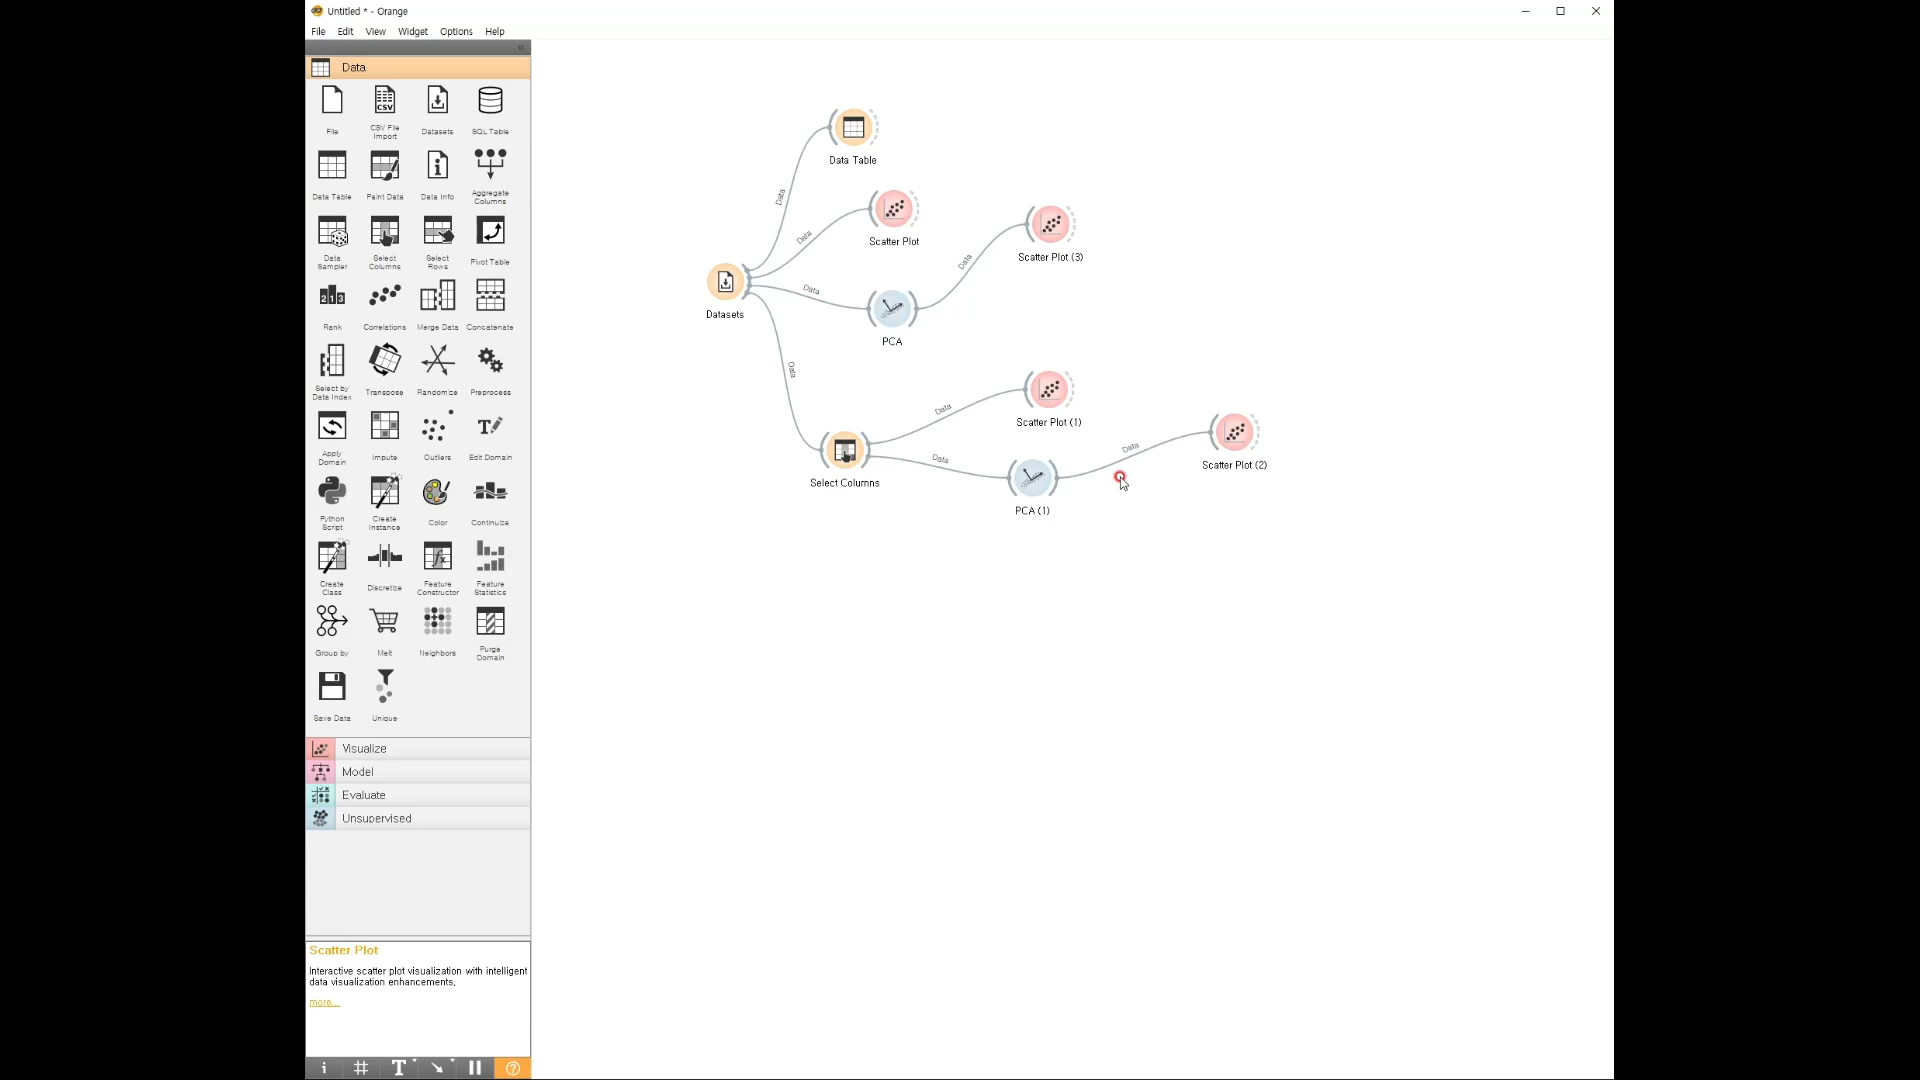 Untitled * - Orange
File Edit View Widget Options Help
Data
File
CSV File
Import
Datasets
SQL Table
Data Table
Paint Data
Data Info
Aggregate
Columns
Data
Sampler
Select
Columns
Select
Rows
Pivot Table
Rank
Correlations
Merge Data
Concatenate
Select by
Data Index
Transpose
Randomize
Preprocess
Apply
Domain
Impute
Outliers
Edit Domain
Python
Script
Create
Instance
Color
Continuize
Create
Class
Discretize
Feature
Constructor
Feature
Statistics
Group by
Melt
Neighbors
Purge
Domain
Save Data
Unique
Visualize
Model
Evaluate
Unsupervised
Scatter Plot
Interactive scatter plot visualization with intelligent
data visualization enhancements.
more...
Data Table
Data
Scatter Plot
Data
Scatter Plot (3)
Data
Datasets
Data
PCA
Data
Scatter Plot (1)
Data
Select Columns
Data
PCA (1)
Data
Scatter Plot (2)